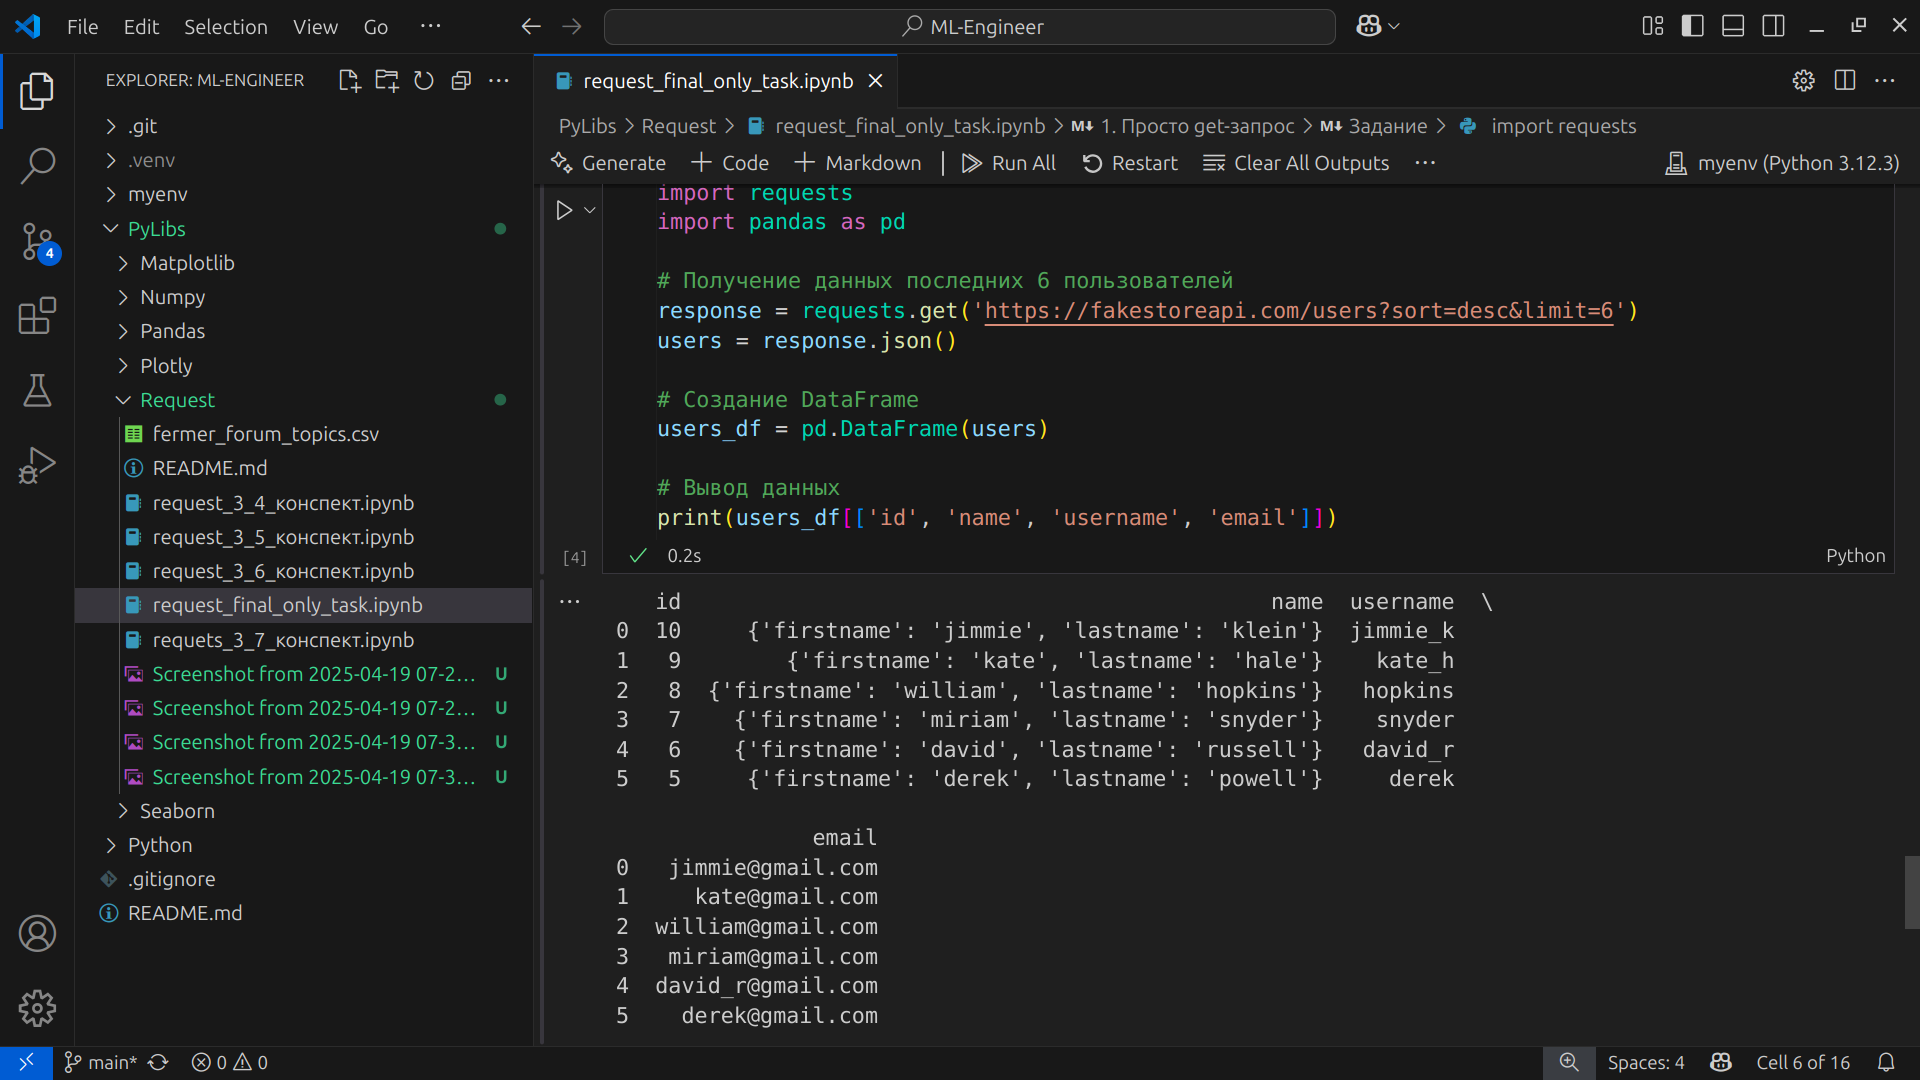 File Edit Selection View Go ··· ML-Engineer
EXPLORER: ML-ENGINEER
.git
.venv
myenv
PyLibs
Matplotlib
Numpy
Pandas
Plotly
Request
fermer_forum_topics.csv
README.md
request_3_4_конспект.ipynb
request_3_5_конспект.ipynb
request_3_6_конспект.ipynb
request_final_only_task.ipynb
requets_3_7_конспект.ipynb
Screenshot from 2025-04-19 07-2... U
Screenshot from 2025-04-19 07-2... U
Screenshot from 2025-04-19 07-3... U
Screenshot from 2025-04-19 07-3... U
Seaborn
Python
.gitignore
README.md
4
request_final_only_task.ipynb
PyLibs > Request > request_final_only_task.ipynb > M↓ 1. Просто get-запрос > M↓ Задание > import requests
Generate + Code + Markdown | Run All Restart Clear All Outputs ··· myenv (Python 3.12.3)
import requests
import pandas as pd
# Получение данных последних 6 пользователей
response = requests.get('https://fakestoreapi.com/users?sort=desc&limit=6')
users = response.json()
# Создание DataFrame
users_df = pd.DataFrame(users)
# Вывод данных
print(users_df[['id', 'name', 'username', 'email']])
[4] 0.2s Python
id name username \
0 10 {'firstname': 'jimmie', 'lastname': 'klein'} jimmie_k
1 9 {'firstname': 'kate', 'lastname': 'hale'} kate_h
2 8 {'firstname': 'william', 'lastname': 'hopkins'} hopkins
3 7 {'firstname': 'miriam', 'lastname': 'snyder'} snyder
4 6 {'firstname': 'david', 'lastname': 'russell'} david_r
5 5 {'firstname': 'derek', 'lastname': 'powell'} derek
email
0 jimmie@gmail.com
1 kate@gmail.com
2 william@gmail.com
3 miriam@gmail.com
4 david_r@gmail.com
5 derek@gmail.com
main* 0 0 Spaces: 4 Cell 6 of 16